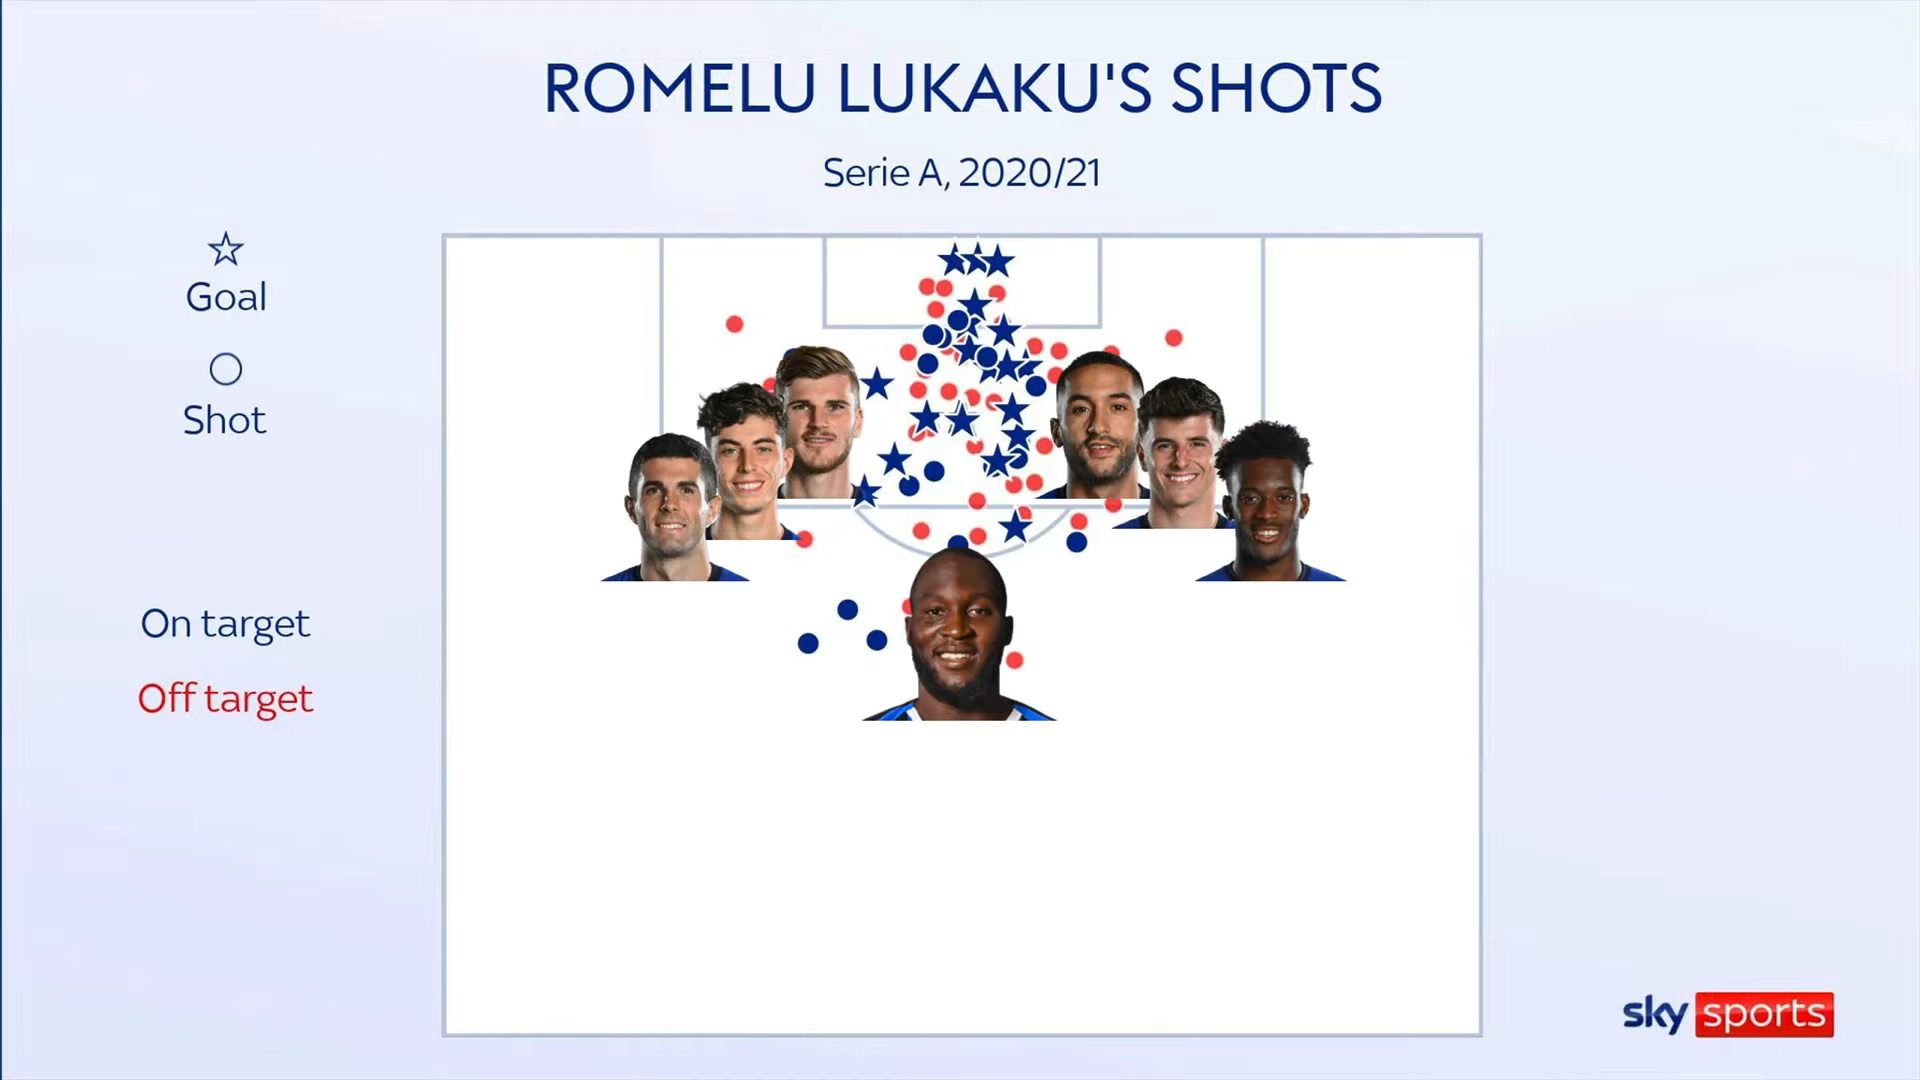 ROMELU LUKAKU'S SHOTS
Serie A, 2020/21
Goal
Shot
On target
Off target
sky sports